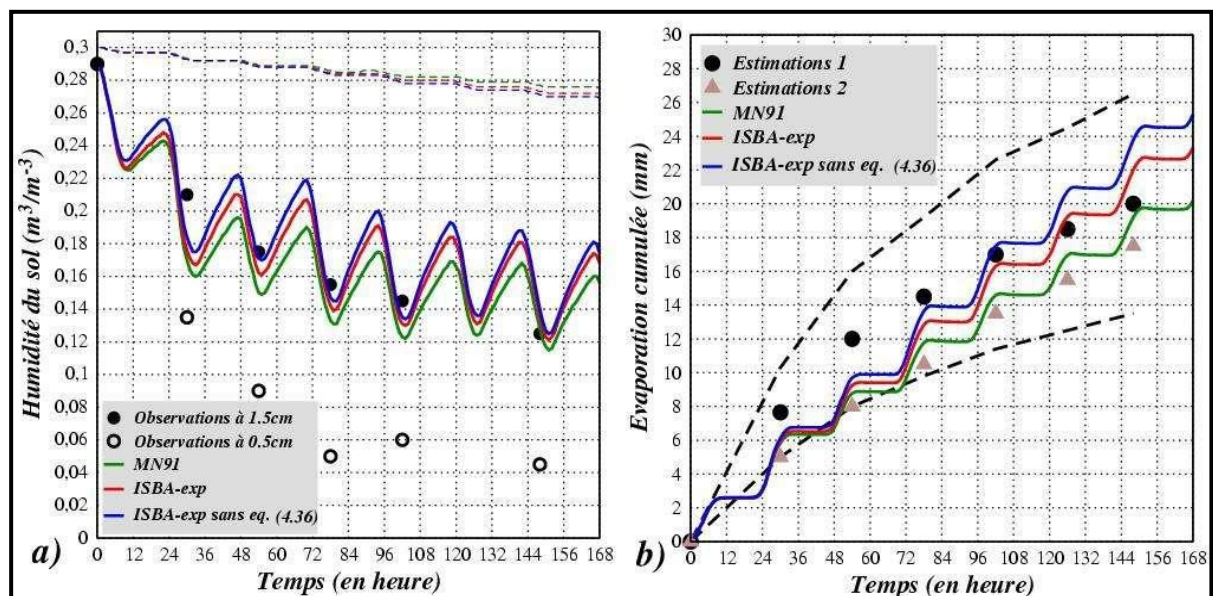 0,3
0.28
0.26
0.24
0,22
0,2
0.18
0.16
0.14
0.12
0,1
0.08
0.06
0.04
0.02
0
Humidité du sol (m³/m⁻³)
Observations à 1.5cm
Observations à 0.5cm
MN91
ISBA-exp
ISBA-exp sans eq. (4.36)
0 12 24 36 48 60 72 84 96 108 120 132 144 156 168
a)
Temps (en heure)
30
28
26
24
22
20
18
16
14
12
10
8
6
4
2
0
Evaporation cumulée (mm)
Estimations 1
Estimations 2
MN91
ISBA-exp
ISBA-exp sans eq. (4.36)
0 12 24 36 48 60 72 84 96 108 120 132 144 156 168
b)
Temps (en heure)